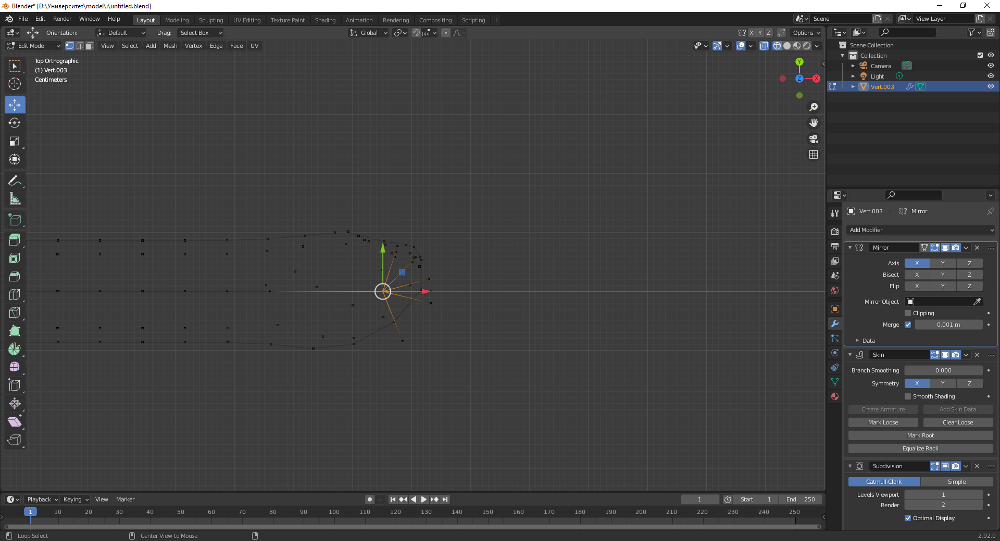 Blender* [D:\Университет\model\i\untitled.blend]
File Edit Render Window Help Layout Modeling Sculpting UV Editing Texture Paint Shading Animation Rendering Compositing Scripting + Scene View Layer
Orientation: Default Drag: Select Box Global X Y Z Options
Edit Mode View Select Add Mesh Vertex Edge Face UV
Top Orthographic
(1) Vert.003
Centimeters
Y
Z X
Scene Collection
Collection
Camera
Light
Vert.003
Vert.003 Mirror
Add Modifier
Mirror
Axis X Y Z
Bisect X Y Z
Flip X Y Z
Mirror Object
Clipping
Merge 0.001 m
Data
Skin
Branch Smoothing 0.000
Symmetry X Y Z
Smooth Shading
Create Armature Add Skin Data
Mark Loose Clear Loose
Mark Root
Equalize Radii
Subdivision
Catmull-Clark Simple
Levels Viewport 1
Render 2
Optimal Display
Playback Keying View Marker 1 Start 1 End 250
1 10 20 30 40 50 60 70 80 90 100 110 120 130 140 150 160 170 180 190 200 210 220 230 240 250
Loop Select Center View to Mouse 2.92.0